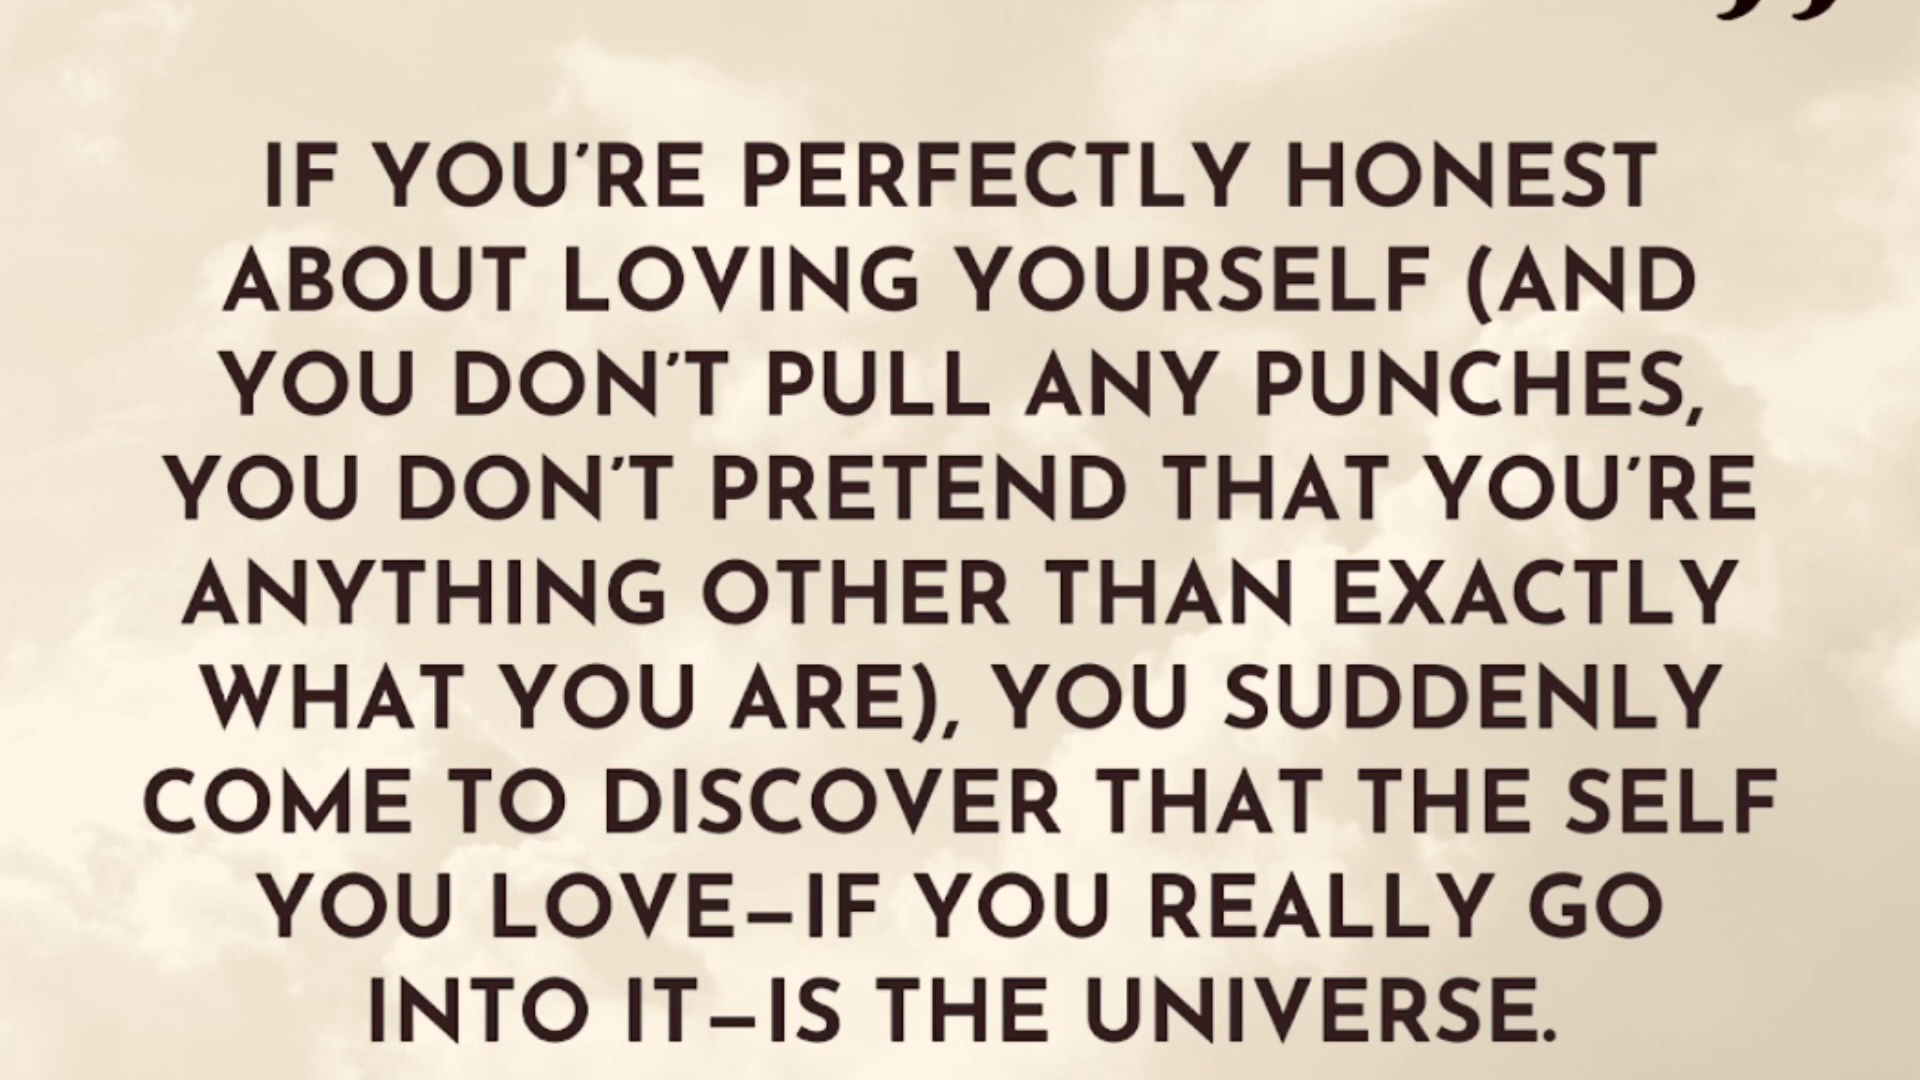 IF YOU'RE PERFECTLY HONEST
ABOUT LOVING YOURSELF (AND
YOU DON'T PULL ANY PUNCHES,
YOU DON'T PRETEND THAT YOU'RE
ANYTHING OTHER THAN EXACTLY
WHAT YOU ARE), YOU SUDDENLY
COME TO DISCOVER THAT THE SELF
YOU LOVE–IF YOU REALLY GO
INTO IT–IS THE UNIVERSE.